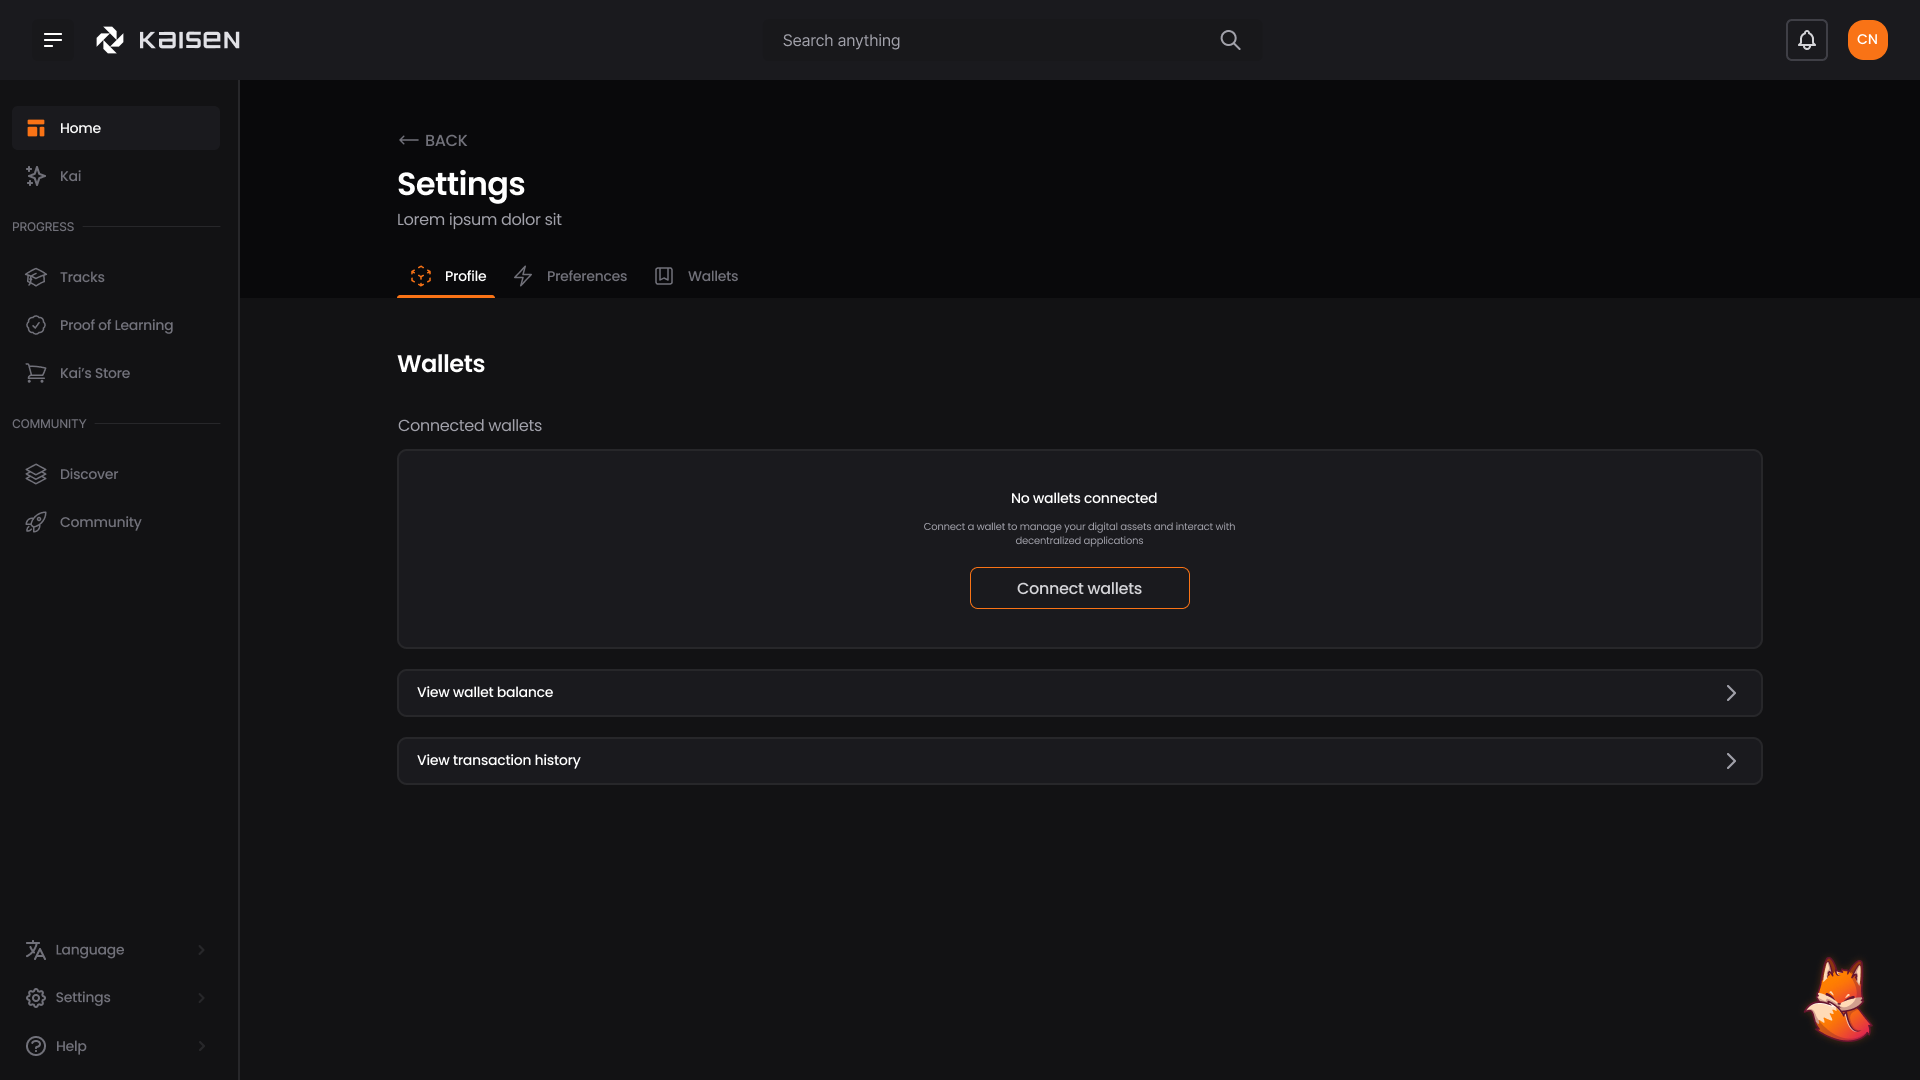 KAISEN
Search anything
CN
Home
Kai
PROGRESS
Tracks
Proof of Learning
Kai’s Store
COMMUNITY
Discover
Community
Language
Settings
Help
BACK
Settings
Lorem ipsum dolor sit
Profile
Preferences
Wallets
Wallets
Connected wallets
No wallets connected
Connect a wallet to manage your digital assets and interact with
decentralized applications
Connect wallets
View wallet balance
View transaction history